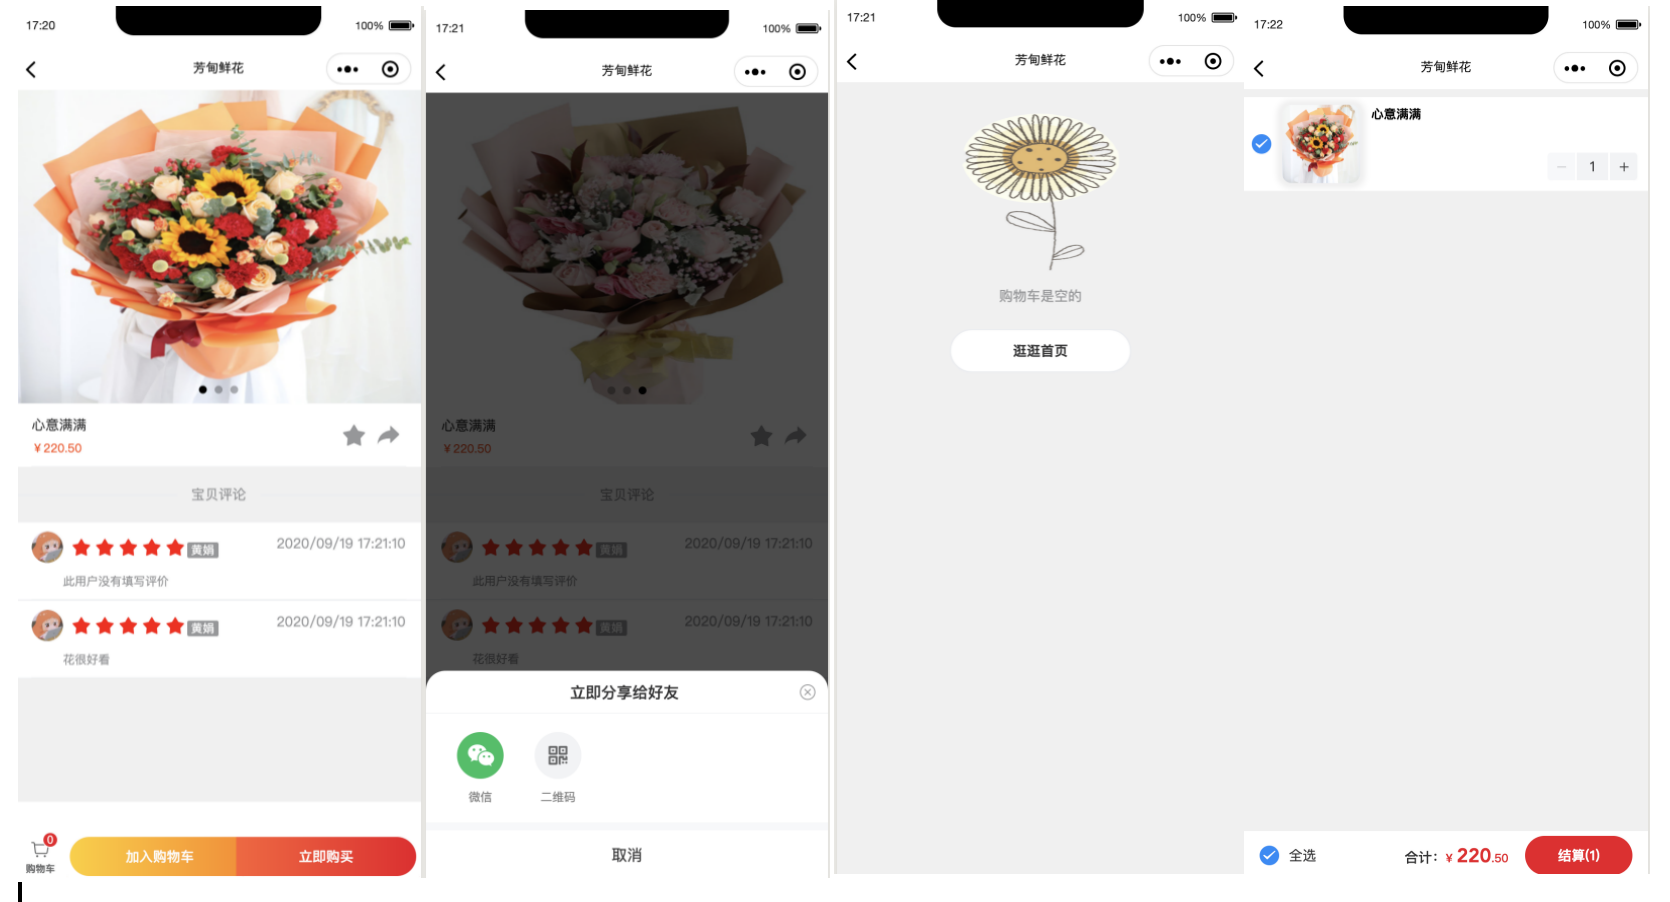 17:20
100%
芳甸鲜花
心意满满
¥220.50
宝贝评论
黄娟
2020/09/19 17:21:10
此用户没有填写评价
黄娟
2020/09/19 17:21:10
花很好看
0
购物车
加入购物车
立即购买
17:21
100%
芳甸鲜花
心意满满
¥220.50
宝贝评论
黄娟
2020/09/19 17:21:10
此用户没有填写评价
黄娟
2020/09/19 17:21:10
花很好看
立即分享给好友
微信
二维码
取消
17:21
100%
芳甸鲜花
购物车是空的
逛逛首页
17:22
100%
芳甸鲜花
心意满满
− 1 +
全选
合计：¥ 220.50
结算(1)